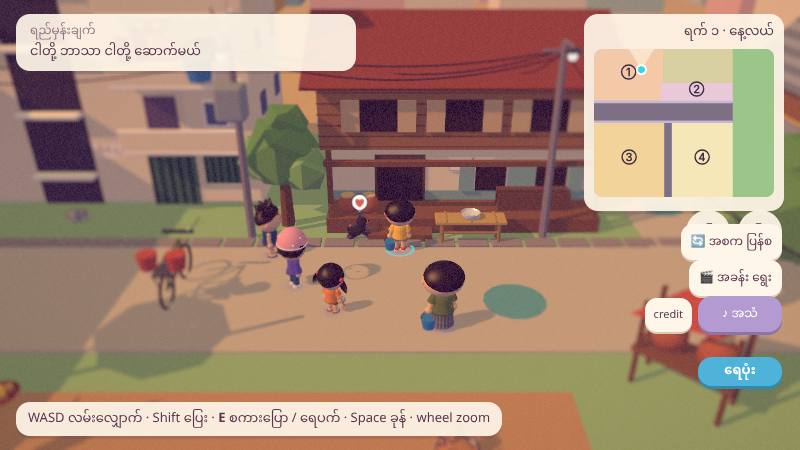 ရည်မှန်းချက်
ငါတို့ ဘာသာ ငါတို့ ဆောက်မယ်
ရက် ၁ · နေ့လယ်
①
②
③
④
🔄 အစက ပြန်စ
🎬 အခန်း ရွေး
credit
♪ အသံ
ရေပုံး
WASD လမ်းလျှောက် · Shift ပြေး · E စကားပြော / ရေပက် · Space ခုန် · wheel zoom